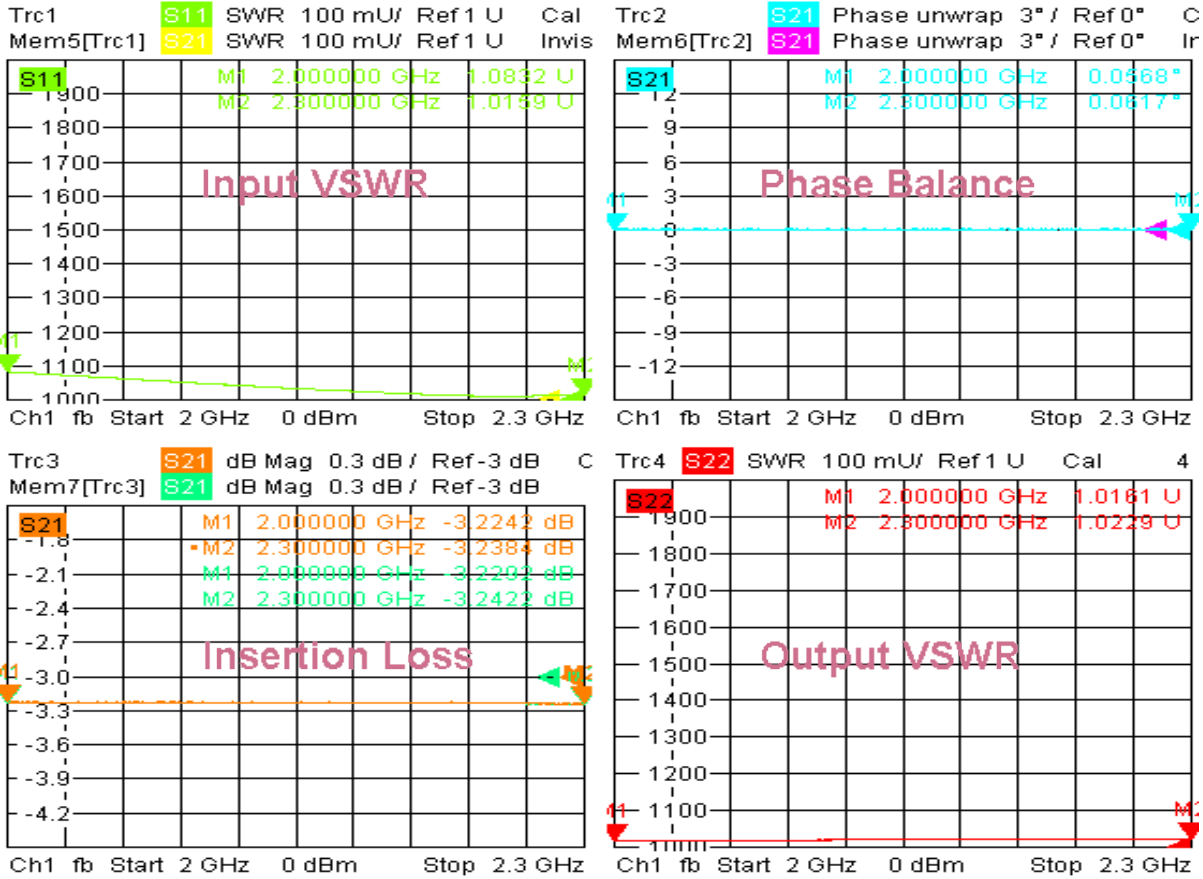 Trc1 S11 SWR 100 mU/ Ref 1 U Cal
Mem5[Trc1] S21 SWR 100 mU/ Ref 1 U Invis
S11
M1 2.000000 GHz 1.0832 U
M2 2.300000 GHz 1.0159 U
1900
1800
1700
1600
1500
1400
1300
1200
1100
1000
Input VSWR
M1
M2
Ch1 fb Start 2 GHz 0 dBm Stop 2.3 GHz
Trc2 S21 Phase unwrap 3° / Ref 0° C
Mem6[Trc2] S21 Phase unwrap 3° / Ref 0° In
S21
M1 2.000000 GHz 0.0568°
M2 2.300000 GHz 0.0617°
12
9
6
3
0
-3
-6
-9
-12
Phase Balance
M1
M2
Ch1 fb Start 2 GHz 0 dBm Stop 2.3 GHz
Trc3 S21 dB Mag 0.3 dB / Ref -3 dB C
Mem7[Trc3] S21 dB Mag 0.3 dB / Ref -3 dB
S21
M1 2.000000 GHz -3.2242 dB
•M2 2.300000 GHz -3.2384 dB
M1 2.000000 GHz -3.2292 dB
M2 2.300000 GHz -3.2422 dB
-1.8
-2.1
-2.4
-2.7
-3.0
-3.3
-3.6
-3.9
-4.2
Insertion Loss
M1
Ch1 fb Start 2 GHz 0 dBm Stop 2.3 GHz
Trc4 S22 SWR 100 mU/ Ref 1 U Cal 4
S22
M1 2.000000 GHz 1.0161 U
M2 2.300000 GHz 1.0229 U
1900
1800
1700
1600
1500
1400
1300
1200
1100
1000
Output VSWR
M1
M2
Ch1 fb Start 2 GHz 0 dBm Stop 2.3 GHz